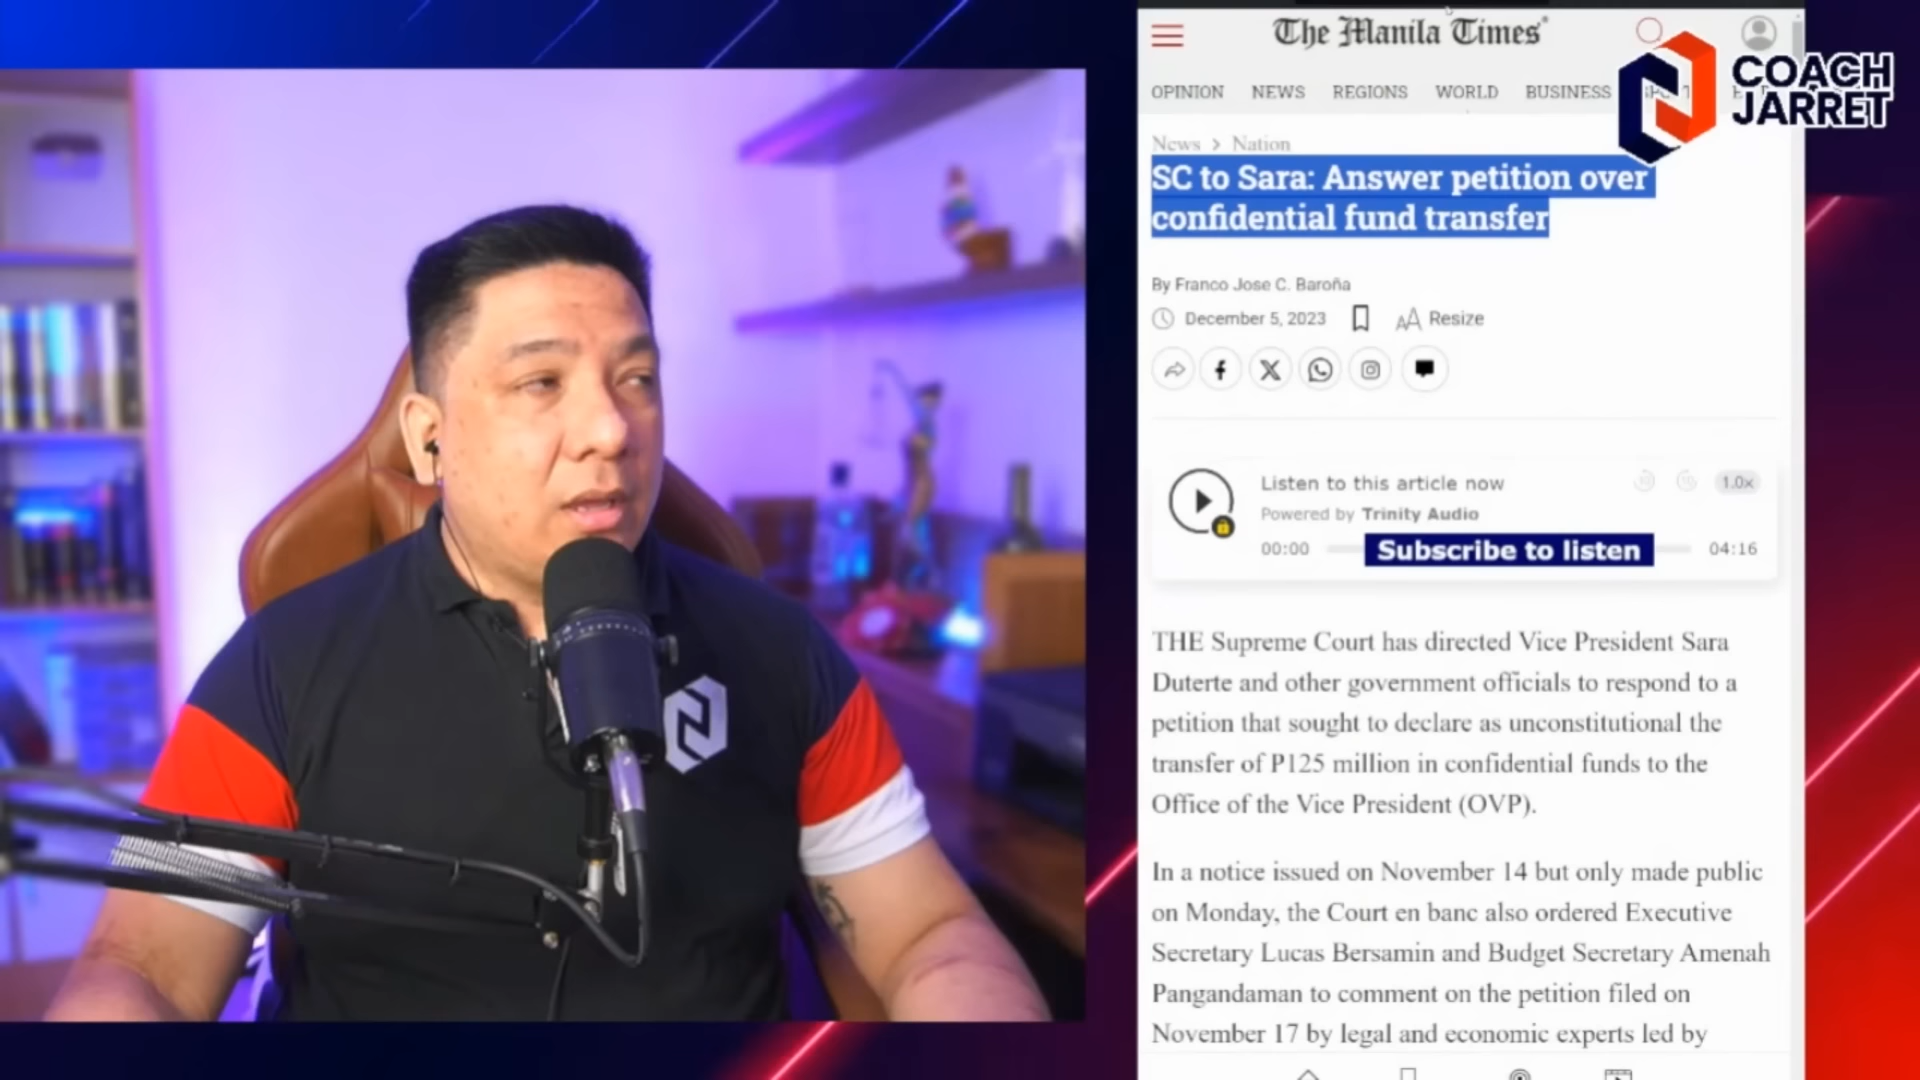 The Manila Times
COACH
JARRET
OPINION NEWS REGIONS WORLD BUSINESS
News > Nation
SC to Sara: Answer petition over
confidential fund transfer
By Franco Jose C. Baroña
December 5, 2023 AA Resize
Listen to this article now
1.0x
Powered by Trinity Audio
00:00 Subscribe to listen 04:16
THE Supreme Court has directed Vice President Sara
Duterte and other government officials to respond to a
petition that sought to declare as unconstitutional the
transfer of P125 million in confidential funds to the
Office of the Vice President (OVP).
In a notice issued on November 14 but only made public
on Monday, the Court en banc also ordered Executive
Secretary Lucas Bersamin and Budget Secretary Amenah
Pangandaman to comment on the petition filed on
November 17 by legal and economic experts led by